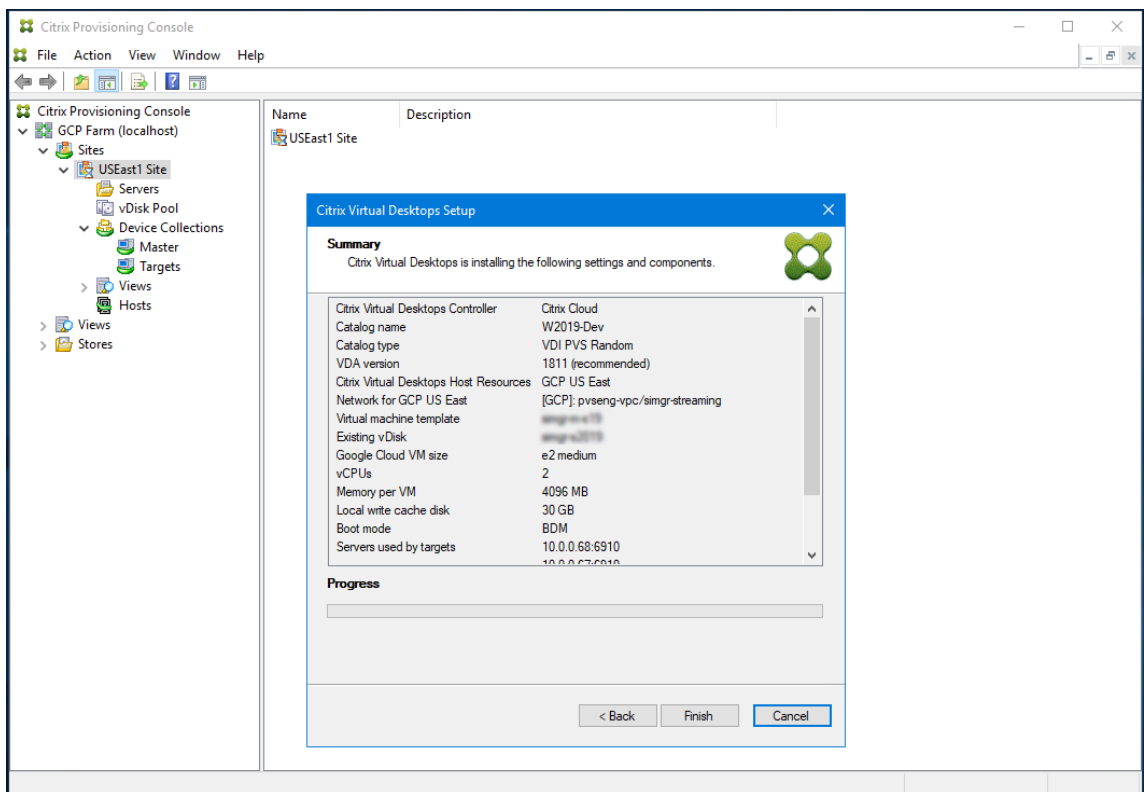 Citrix Provisioning Console
File Action View Window Help
Citrix Provisioning Console
GCP Farm (localhost)
Sites
USEast1 Site
Servers
vDisk Pool
Device Collections
Master
Targets
Views
Hosts
Views
Stores
Name Description
USEast1 Site
Citrix Virtual Desktops Setup
Summary
Citrix Virtual Desktops is installing the following settings and components.
Citrix Virtual Desktops Controller Citrix Cloud
Catalog name W2019-Dev
Catalog type VDI PVS Random
VDA version 1811 (recommended)
Citrix Virtual Desktops Host Resources GCP US East
Network for GCP US East [GCP]: pvseng-vpc/simgr-streaming
Virtual machine template
Existing vDisk
Google Cloud VM size e2 medium
vCPUs 2
Memory per VM 4096 MB
Local write cache disk 30 GB
Boot mode BDM
Servers used by targets 10.0.0.68:6910
10.0.0.67:6910
Progress
< Back Finish Cancel